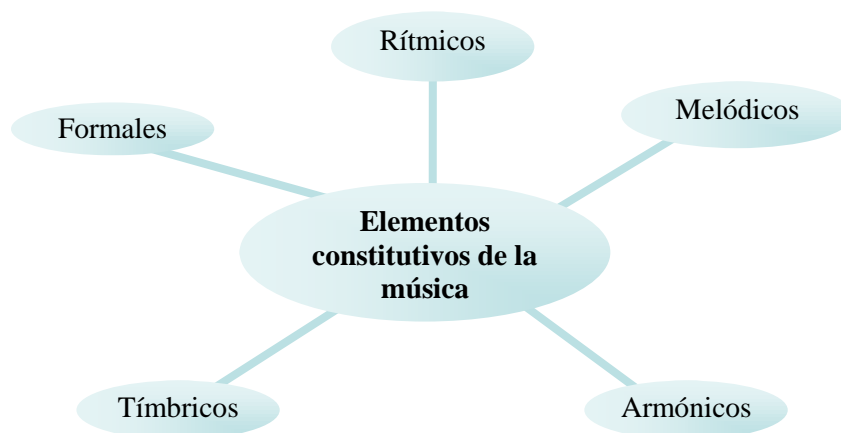 Rítmicos
Melódicos
Formales
Elementos
constitutivos de la
música
Tímbricos
Armónicos